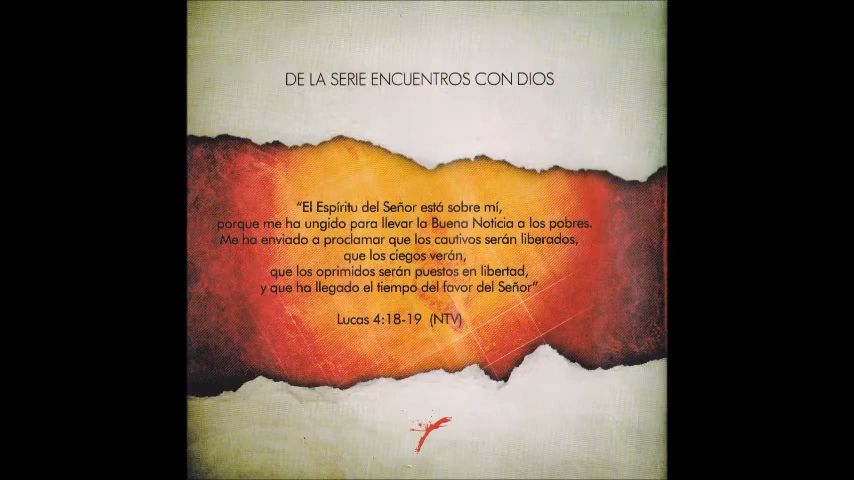 DE LA SERIE ENCUENTROS CON DIOS
“El Espíritu del Señor está sobre mí,
porque me ha ungido para llevar la Buena Noticia a los pobres.
Me ha enviado a proclamar que los cautivos serán liberados,
que los ciegos verán,
que los oprimidos serán puestos en libertad,
y que ha llegado el tiempo del favor del Señor”
Lucas 4:18-19 (NTV)